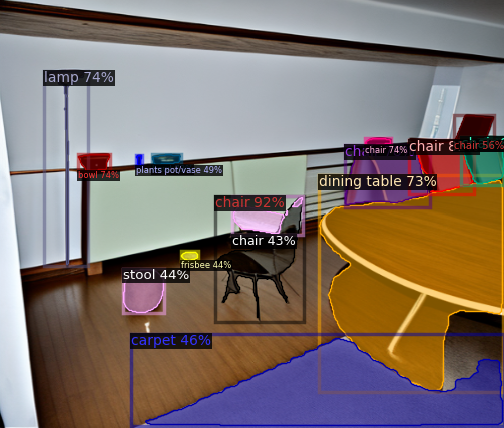 lamp 74%
bowl 74%
plants pot/vase 49%
chair 74%
chair 8
chair 56%
dining table 73%
chair 92%
chair 43%
frisbee 44%
stool 44%
carpet 46%